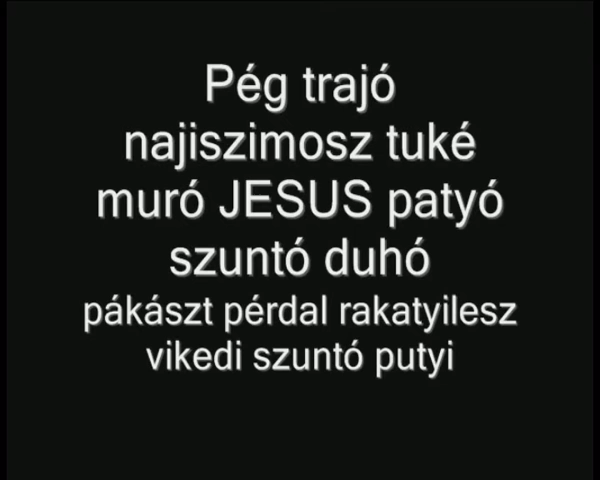 Pég trajó
najiszimosz tuké
muró JESUS patyó
szuntó duhó
pákászt pérdal rakatyilesz
vikedi szuntó putyi